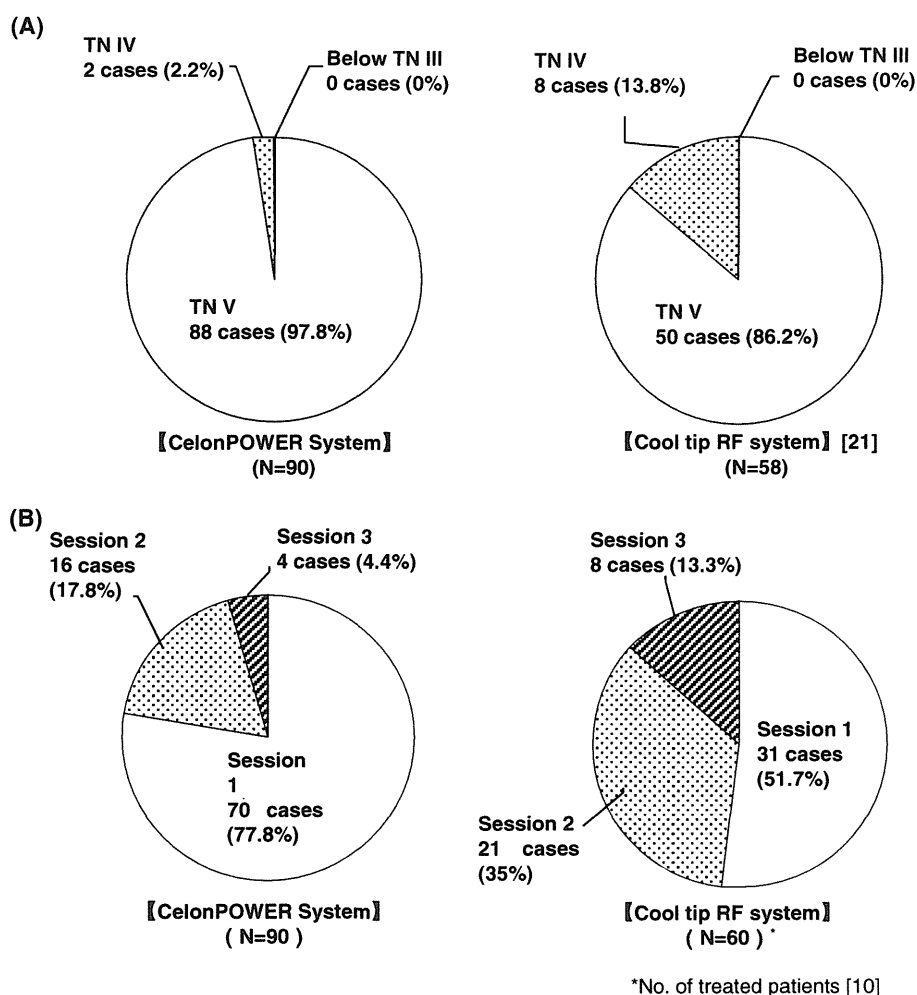 (A)
TN IV
2 cases (2.2%)
Below TN III
0 cases (0%)
TN V
88 cases (97.8%)
【CelonPOWER System】
(N=90)
TN IV
8 cases (13.8%)
Below TN III
0 cases (0%)
TN V
50 cases (86.2%)
【Cool tip RF system】[21]
(N=58)
(B)
Session 2
16 cases
(17.8%)
Session 3
4 cases (4.4%)
Session
1
70 cases
(77.8%)
【CelonPOWER System】
( N=90 )
Session 3
8 cases (13.3%)
Session 1
31 cases
(51.7%)
Session 2
21 cases
(35%)
【Cool tip RF system】
( N=60 ) *
*No. of treated patients [10]